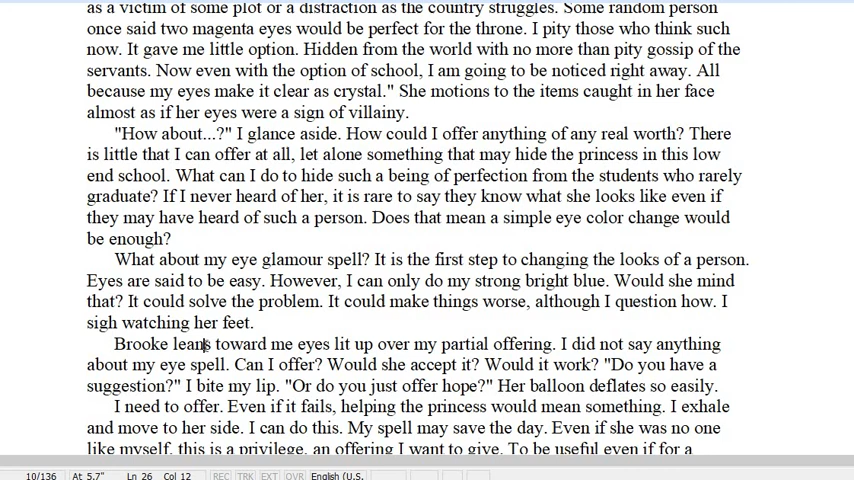 as a victim of some plot or a distraction as the country struggles. Some random person
once said two magenta eyes would be perfect for the throne. I pity those who think such
now. It gave me little option. Hidden from the world with no more than pity gossip of the
servants. Now even with the option of school, I am going to be noticed right away. All
because my eyes make it clear as crystal." She motions to the items caught in her face
almost as if her eyes were a sign of villainy.
"How about...?" I glance aside. How could I offer anything of any real worth? There
is little that I can offer at all, let alone something that may hide the princess in this low
end school. What can I do to hide such a being of perfection from the students who rarely
graduate? If I never heard of her, it is rare to say they know what she looks like even if
they may have heard of such a person. Does that mean a simple eye color change would
be enough?
What about my eye glamour spell? It is the first step to changing the looks of a person.
Eyes are said to be easy. However, I can only do my strong bright blue. Would she mind
that? It could solve the problem. It could make things worse, although I question how. I
sigh watching her feet.
Brooke leans toward me eyes lit up over my partial offering. I did not say anything
about my eye spell. Can I offer? Would she accept it? Would it work? "Do you have a
suggestion?" I bite my lip. "Or do you just offer hope?" Her balloon deflates so easily.
I need to offer. Even if it fails, helping the princess would mean something. I exhale
and move to her side. I can do this. My spell may save the day. Even if she was no one
like myself, this is a privilege, an offering I want to give. To be useful even if for a
10/136 At 5.7" Ln 26 Col 12 REC TRK EXT OVR English (U.S.